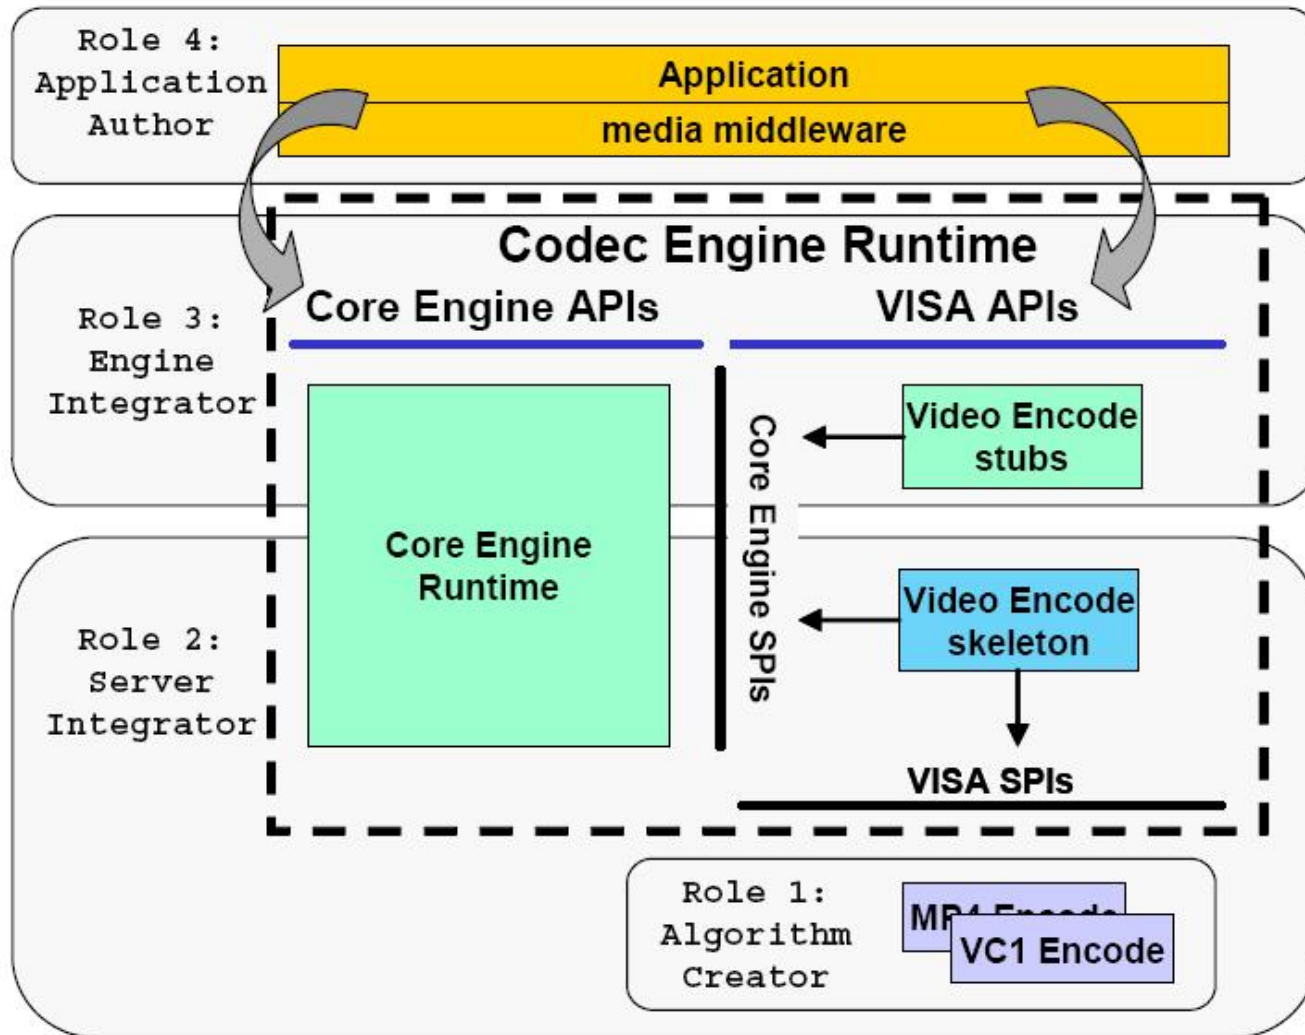 Role 4:
Application
Author
Application
media middleware
Codec Engine Runtime
Core Engine APIs
VISA APIs
Role 3:
Engine
Integrator
Video Encode
stubs
Core Engine SPIs
Core Engine
Runtime
Role 2:
Server
Integrator
Video Encode
skeleton
VISA SPIs
Role 1:
Algorithm
Creator
MP4 Encode
VC1 Encode